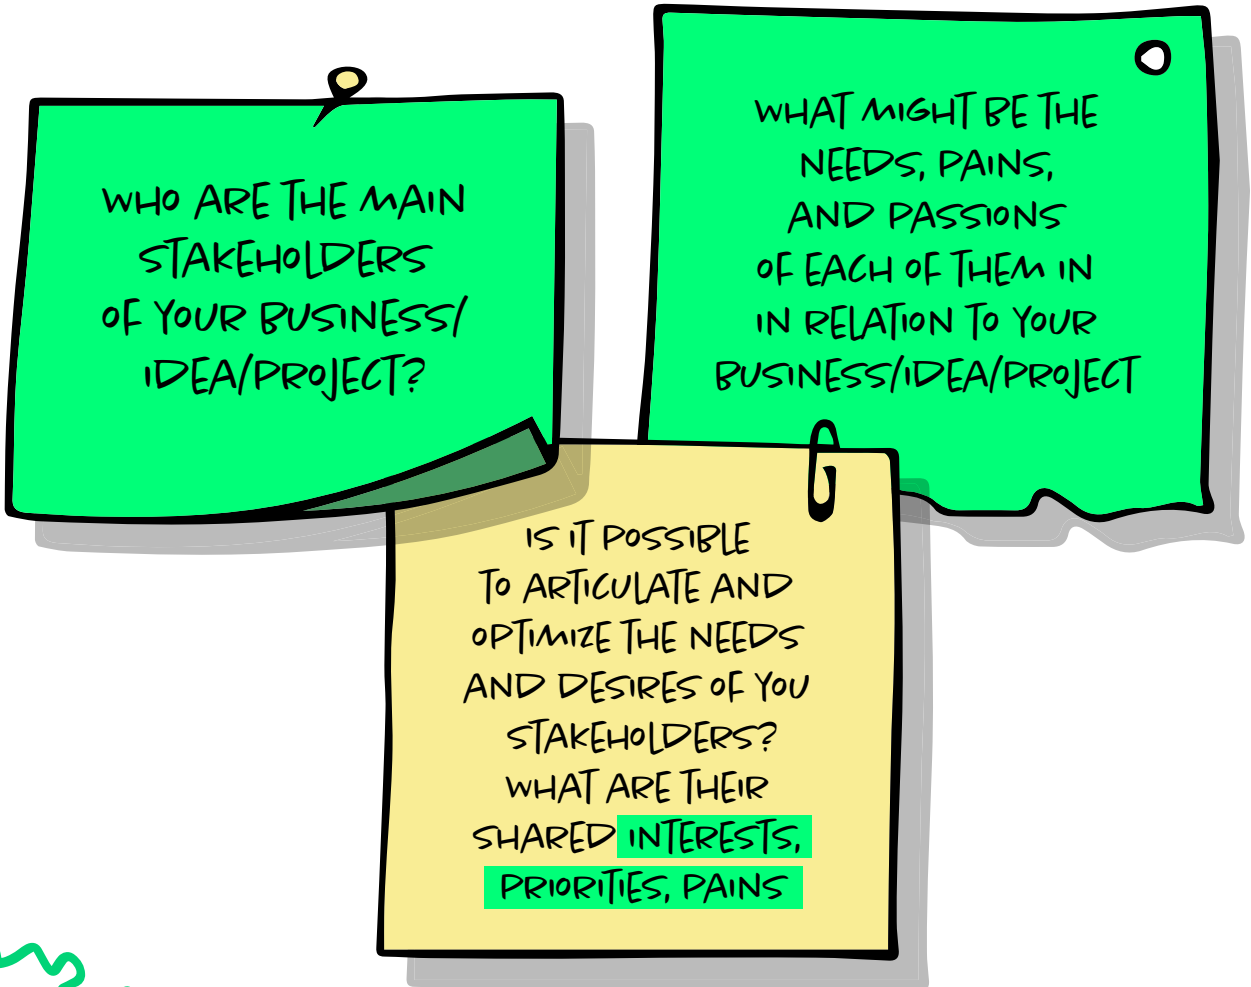 WHO ARE THE MAIN
STAKEHOLDERS
OF YOUR BUSINESS/
IDEA/PROJECT?
WHAT MIGHT BE THE
NEEDS, PAINS,
AND PASSIONS
OF EACH OF THEM IN
IN RELATION TO YOUR
BUSINESS/IDEA/PROJECT
IS IT POSSIBLE
TO ARTICULATE AND
OPTIMIZE THE NEEDS
AND DESIRES OF YOU
STAKEHOLDERS?
WHAT ARE THEIR
SHARED INTERESTS,
PRIORITIES, PAINS